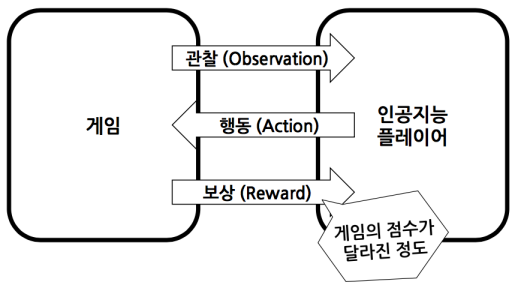 관찰 (Observation)
게임
행동 (Action)
인공지능
플레이어
보상 (Reward)
게임의 점수가
달라진 정도